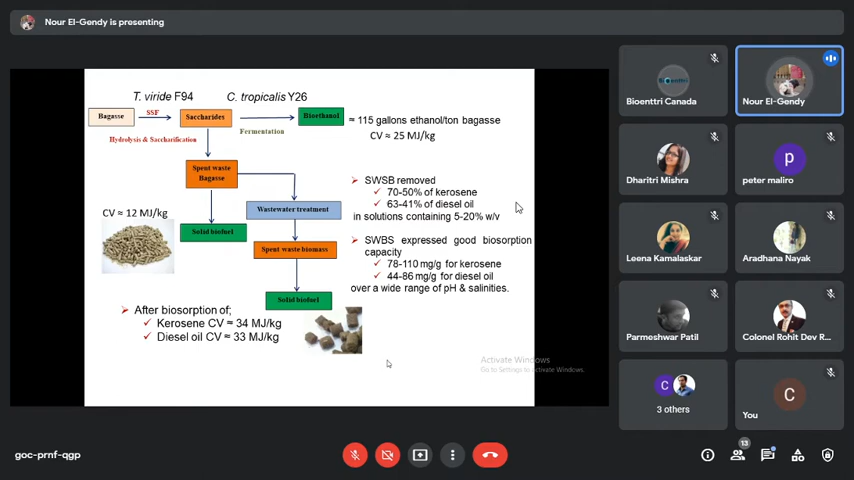 Nour El-Gendy is presenting
T. viride F94
C. tropicalis Y26
Bagasse
SSF
Saccharides
Bioethanol
Hydrolysis & Saccharification
Fermentation
≈ 115 gallons ethanol/ton bagasse
CV ≈ 25 MJ/kg
Spent waste
Bagasse
Wastewater treatment
CV ≈ 12 MJ/kg
Solid biofuel
Spent waste biomass
Solid biofuel
➢ SWSB removed
✓ 70-50% of kerosene
✓ 63-41% of diesel oil
in solutions containing 5-20% w/v
➢ SWBS expressed good biosorption
capacity
✓ 78-110 mg/g for kerosene
✓ 44-86 mg/g for diesel oil
over a wide range of pH & salinities.
➢ After biosorption of;
✓ Kerosene CV ≈ 34 MJ/kg
✓ Diesel oil CV ≈ 33 MJ/kg
Activate Windows
Go to Settings to Activate Windows.
Bioenttri
Bioenttri Canada
Nour El-Gendy
Dharitri Mishra
p
peter maliro
Leena Kamalaskar
Aradhana Nayak
Parmeshwar Patil
Colonel Rohit Dev R...
C
3 others
C
You
goc-prnf-qgp
13